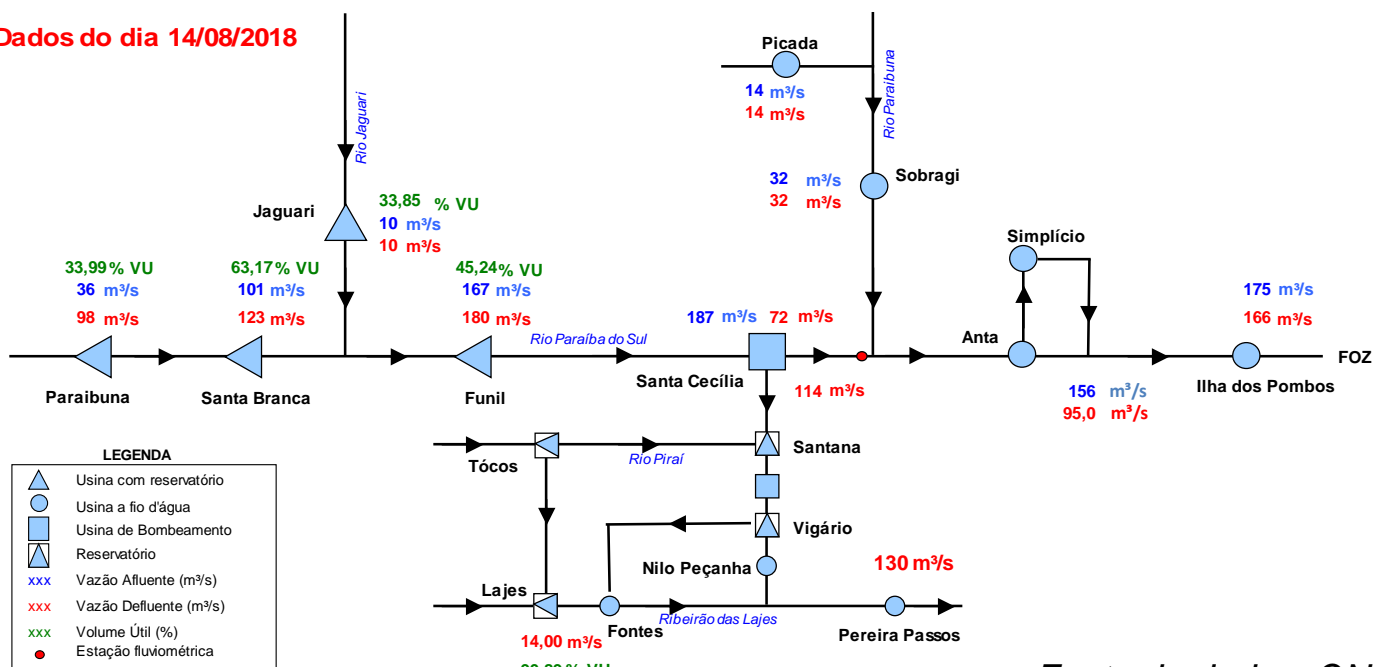 Dados do dia 14/08/2018
Picada
14 m³/s
14 m³/s
Rio Paraibuna
Rio Jaguari
Sobragi
32 m³/s
32 m³/s
Jaguari
33,85 % VU
10 m³/s
10 m³/s
Simplício
33,99% VU
36 m³/s
98 m³/s
63,17% VU
101 m³/s
123 m³/s
45,24% VU
167 m³/s
180 m³/s
175 m³/s
166 m³/s
187 m³/s 72 m³/s
Rio Paraíba do Sul
Anta
FOZ
Paraibuna
Santa Branca
Funil
Santa Cecília
114 m³/s
156 m³/s
95,0 m³/s
Ilha dos Pombos
Tócos
Rio Piraí
Santana
Vigário
Nilo Peçanha
130 m³/s
Lajes
Fontes
Ribeirão das Lajes
Pereira Passos
14,00 m³/s
LEGENDA
Usina com reservatório
Usina a fio d'água
Usina de Bombeamento
Reservatório
xxx Vazão Afluente (m³/s)
xxx Vazão Defluente (m³/s)
xxx Volume Útil (%)
Estação fluviométrica
% VU